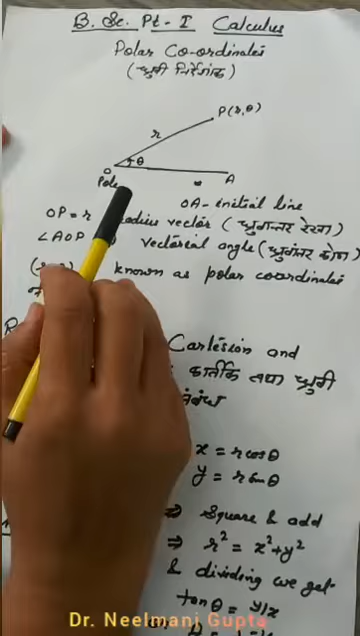 B. Sc. Pt - I Calculus
Polar Co-ordinates
(ध्रुवी निर्देशांक)
P(r, θ)
r
θ
O
Pole
A
OA - initial line
OP = r radius vector (ध्रुवान्तर रेखा)
∠AOP vectorial angle (ध्रुवांतर कोण)
known as polar coordinates
Cartesian and
कार्तीक तथा ध्रुवी
संबंध
x = r cos θ
y = r sin θ
⇒ Square & add
⇒ r² = x² + y²
& dividing we get
tan θ = y/x
Dr. Neelmani Gupta